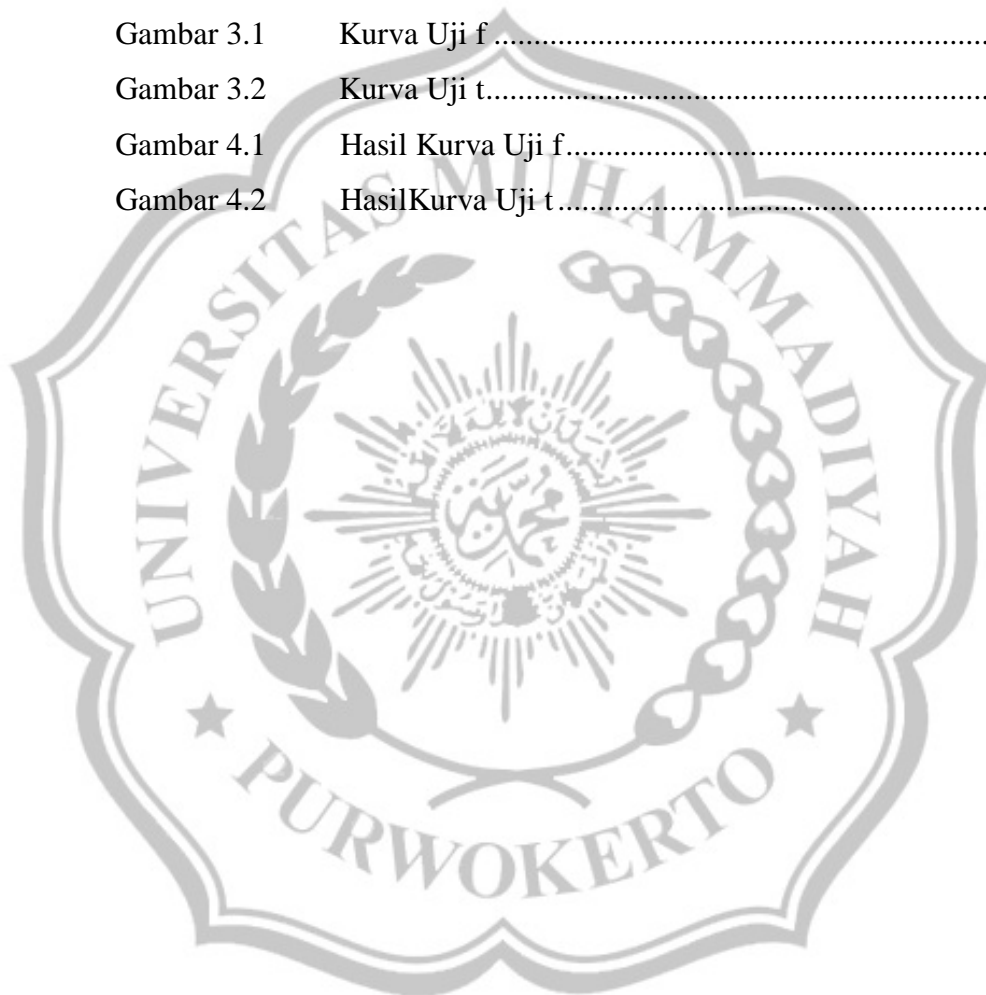 Gambar 3.1 Kurva Uji f ................................................................
Gambar 3.2 Kurva Uji t................................................................
Gambar 4.1 Hasil Kurva Uji f.......................................................
Gambar 4.2 HasilKurva Uji t.......................................................
UNIVERSITAS MUHAMMADIYAH
PURWOKERTO